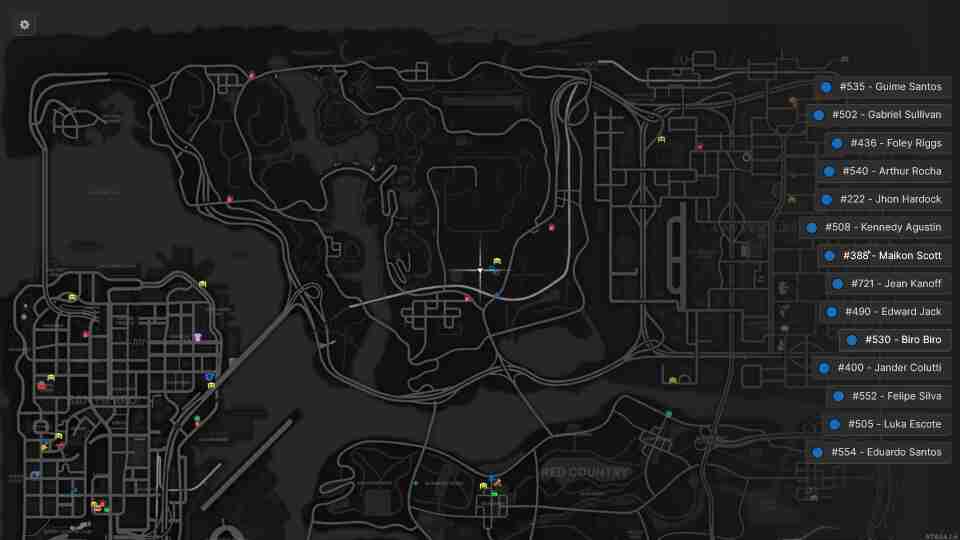 #535 - Guime Santos
#502 - Gabriel Sullivan
#436 - Foley Riggs
#540 - Arthur Rocha
#222 - Jhon Hardock
#508 - Kennedy Agustin
#388 - Maikon Scott
#721 - Jean Kanoff
#490 - Edward Jack
#530 - Biro Biro
#400 - Jander Colutti
#552 - Felipe Silva
#505 - Luka Escote
#554 - Eduardo Santos
RED COUNTRY